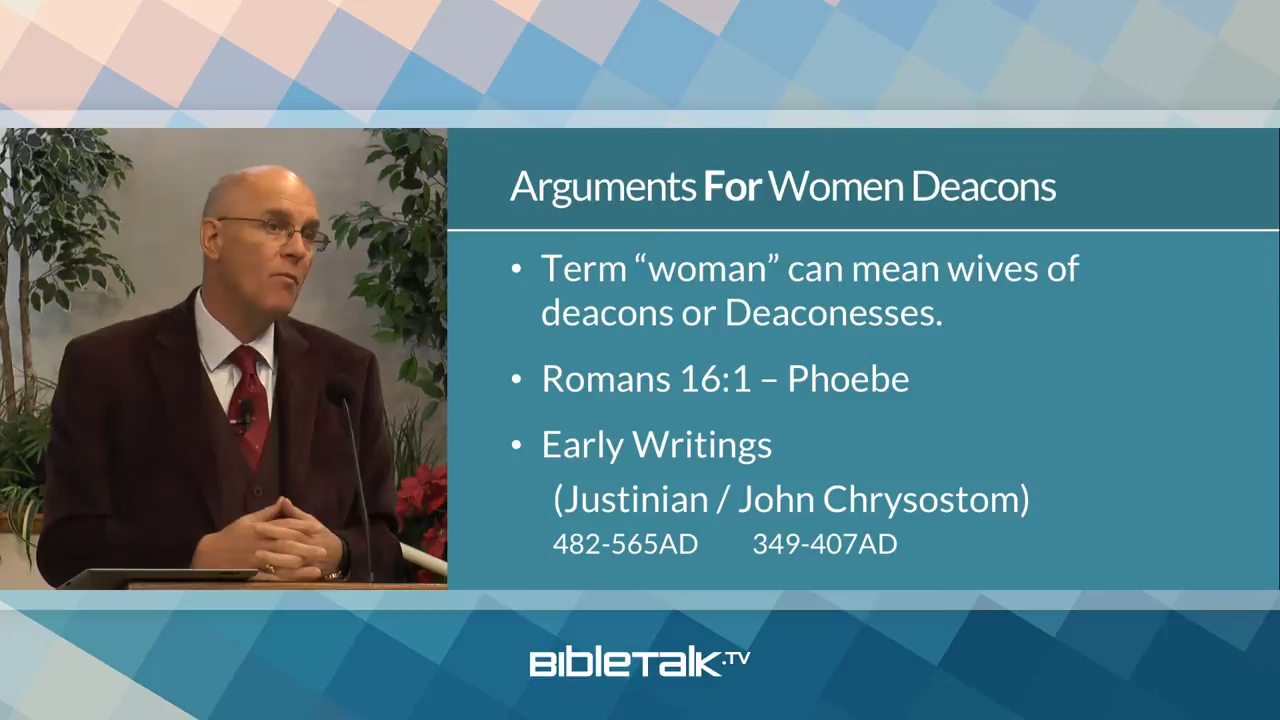 Arguments For Women Deacons
• Term “woman” can mean wives of
deacons or Deaconesses.
• Romans 16:1 – Phoebe
• Early Writings
(Justinian / John Chrysostom)
482-565AD 349-407AD
BIBLETALK.TV